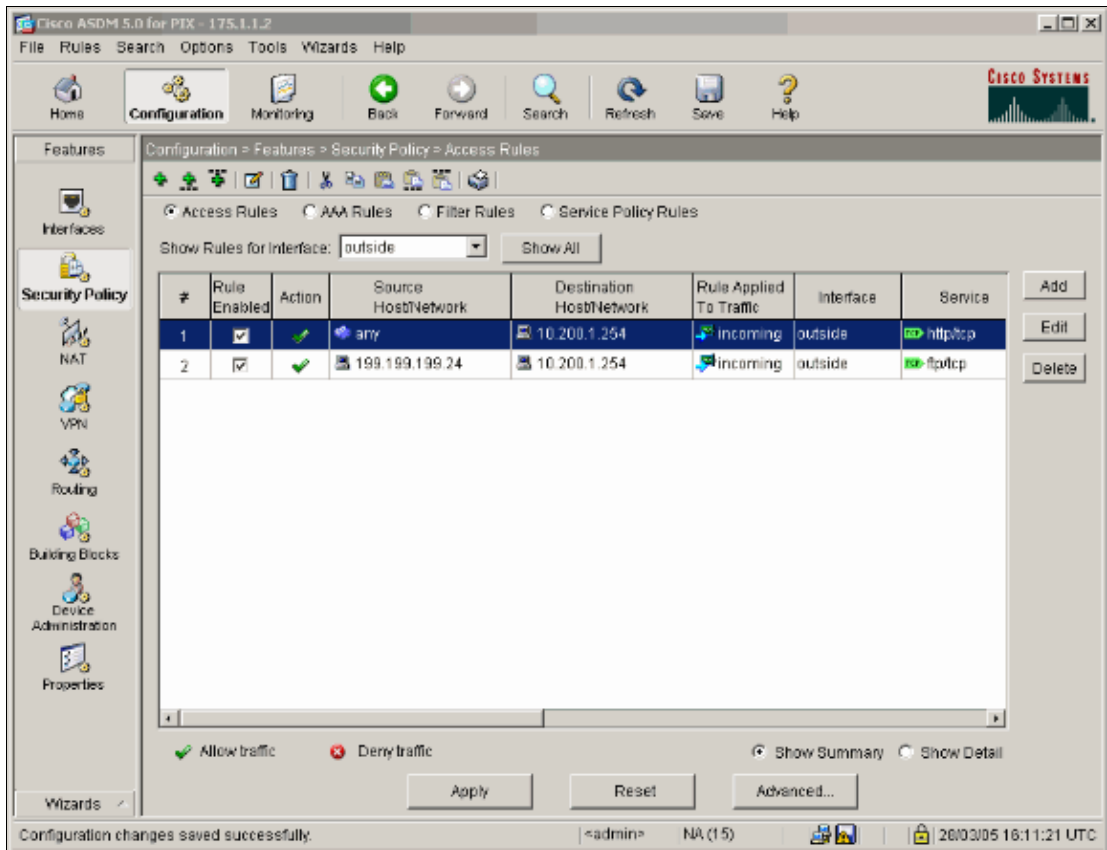 Cisco ASDM 5.0 for PIX - 175.1.1.2
File Rules Search Options Tools Wizards Help
Home Configuration Monitoring Back Forward Search Refresh Save Help
CISCO SYSTEMS
Features
Configuration > Features > Security Policy > Access Rules
Interfaces
Security Policy
NAT
VPN
Routing
Building Blocks
Device Administration
Properties
Wizards
Access Rules AAA Rules Filter Rules Service Policy Rules
Show Rules for Interface: outside Show All
# Rule Enabled Action Source Host/Network Destination Host/Network Rule Applied To Traffic Interface Service
1 any 10.200.1.254 incoming outside http/tcp
2 199.199.199.24 10.200.1.254 incoming outside ftp/tcp
Add
Edit
Delete
Allow traffic Deny traffic Show Summary Show Detail
Apply Reset Advanced...
Configuration changes saved successfully. <admin> NA (15) 28/03/05 16:11:21 UTC